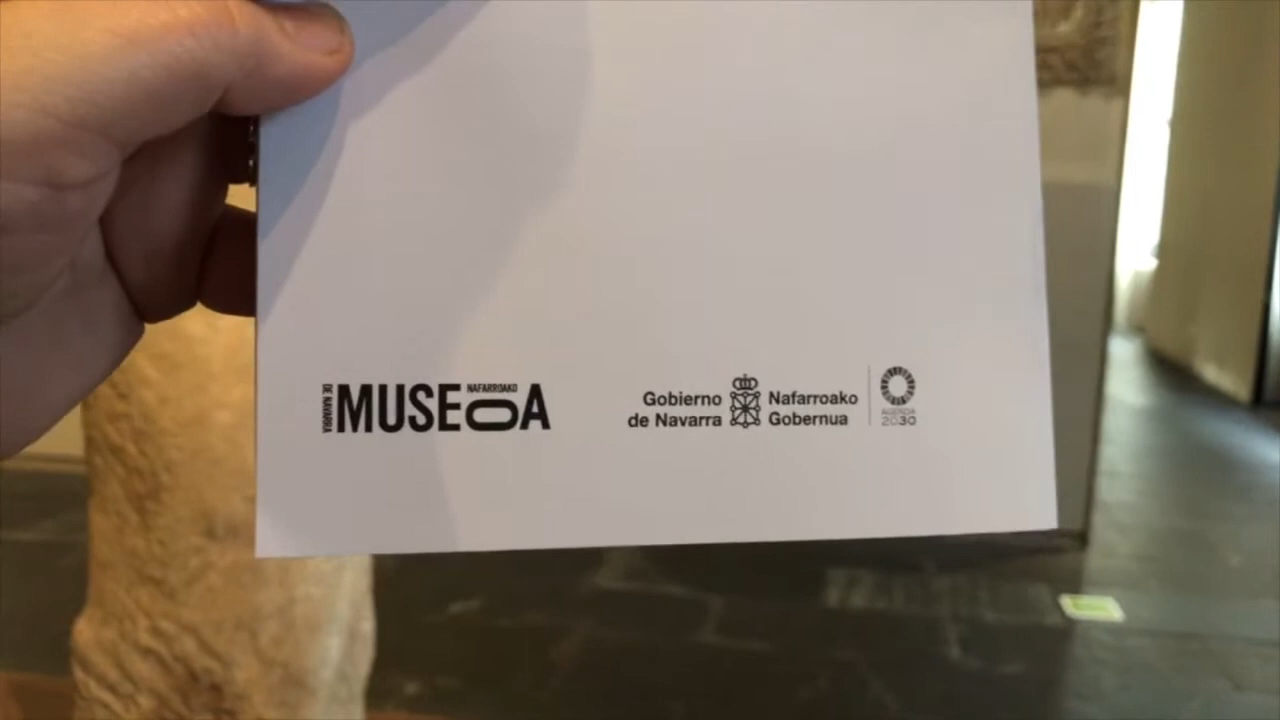 DE NAVARRA
MUSEOA
NAFARROAKO
Gobierno
de Navarra
Nafarroako
Gobernua
AGENDA
2030